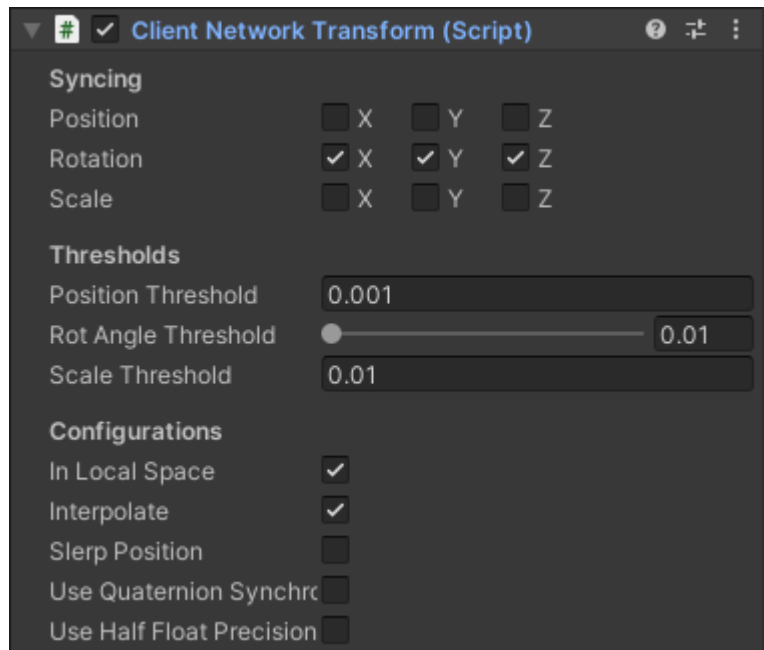 # Client Network Transform (Script)
Syncing
Position X Y Z
Rotation X Y Z
Scale X Y Z
Thresholds
Position Threshold 0.001
Rot Angle Threshold 0.01
Scale Threshold 0.01
Configurations
In Local Space
Interpolate
Slerp Position
Use Quaternion Synchro
Use Half Float Precision